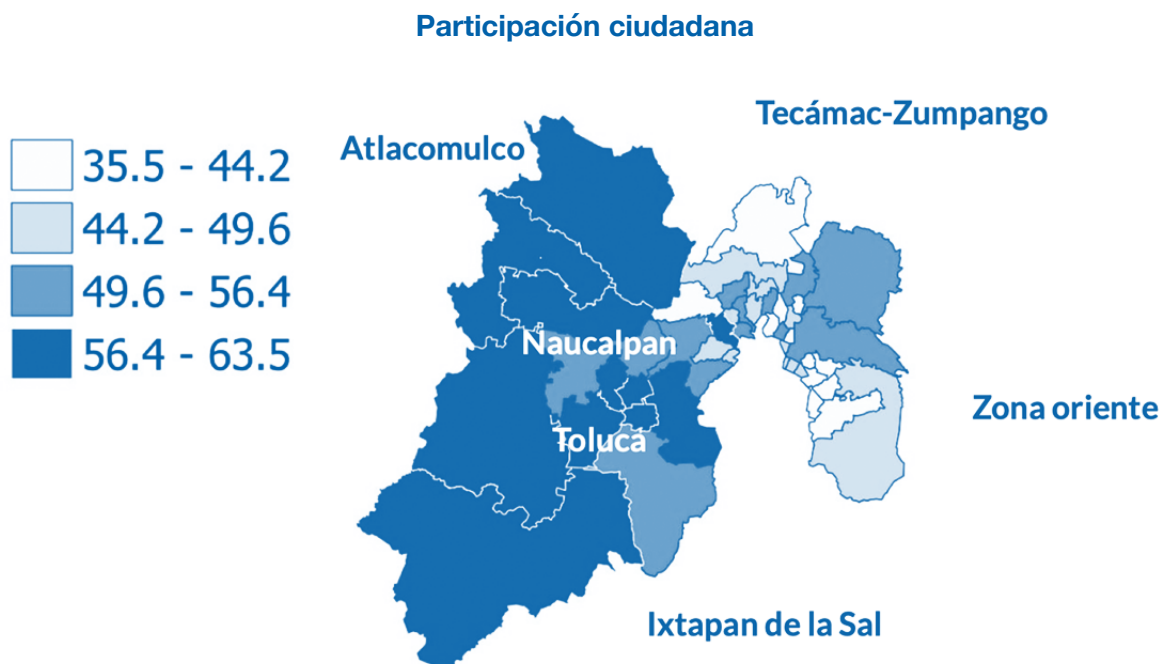 Participación ciudadana
Tecámac-Zumpango
Atlacomulco
35.5 - 44.2
44.2 - 49.6
49.6 - 56.4
56.4 - 63.5
Naucalpan
Zona oriente
Toluca
Ixtapan de la Sal